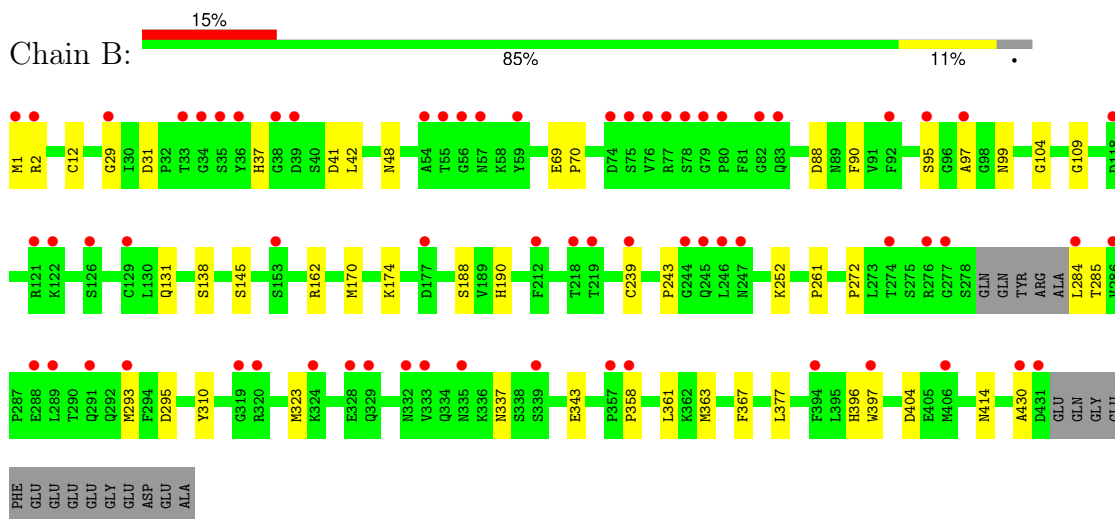 15%
Chain B:
85% 11% •
M1 R2 C12 G29 I30 D31 P32 T33 G34 S35 Y36 H37 G38 D39 S40 D41 L42 N48 A54 T55 G56 N57 K58 Y59 E69 P70 D74 S75 V76 R77 S78 G79 P80 F81 G82 Q83 D88 N89 F90 V91 F92 S95 G96 A97 G98 N99 G104 G109 D118
R121 K122 S126 C129 L130 Q131 S138 S145 S153 R162 M170 K174 D177 S188 V189 H190 F212 T218 T219 C239 P243 G244 Q245 L246 N247 K252 P261 P272 L273 T274 S275 R276 G277 S278 GLN GLN TYR ARG ALA L284 T285 V286
P287 E288 L289 T290 Q291 Q292 M293 F294 D295 Y310 G319 R320 M323 K324 E328 Q329 N332 V333 Q334 N335 K336 N337 S338 S339 E343 P357 P358 L361 K362 M363 F367 L377 F394 L395 H396 W397 D404 E405 M406 N414 A430 D431 GLU GLN GLY GLU
PHE GLU GLU GLU GLU GLY GLU ASP GLU ALA